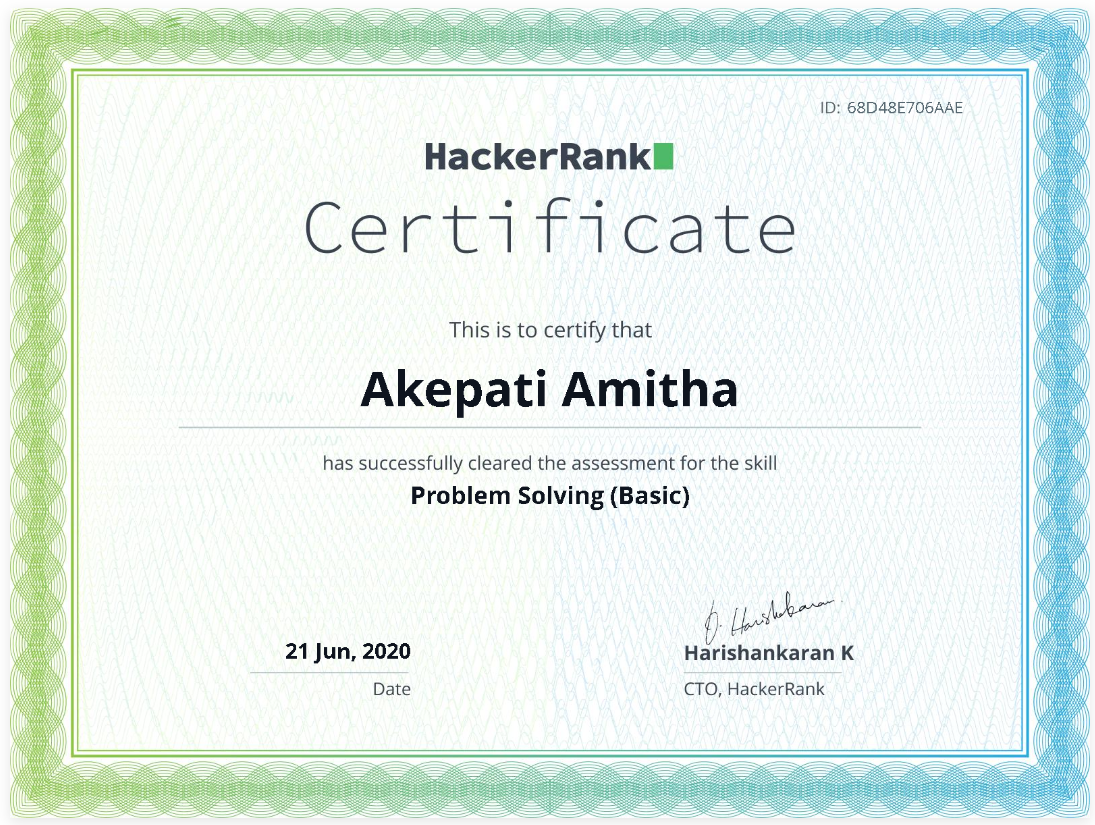 ID: 68D48E706AAE
HackerRank
Certificate
This is to certify that
Akepati Amitha
has successfully cleared the assessment for the skill
Problem Solving (Basic)
21 Jun, 2020
Date
Harishankaran K
CTO, HackerRank